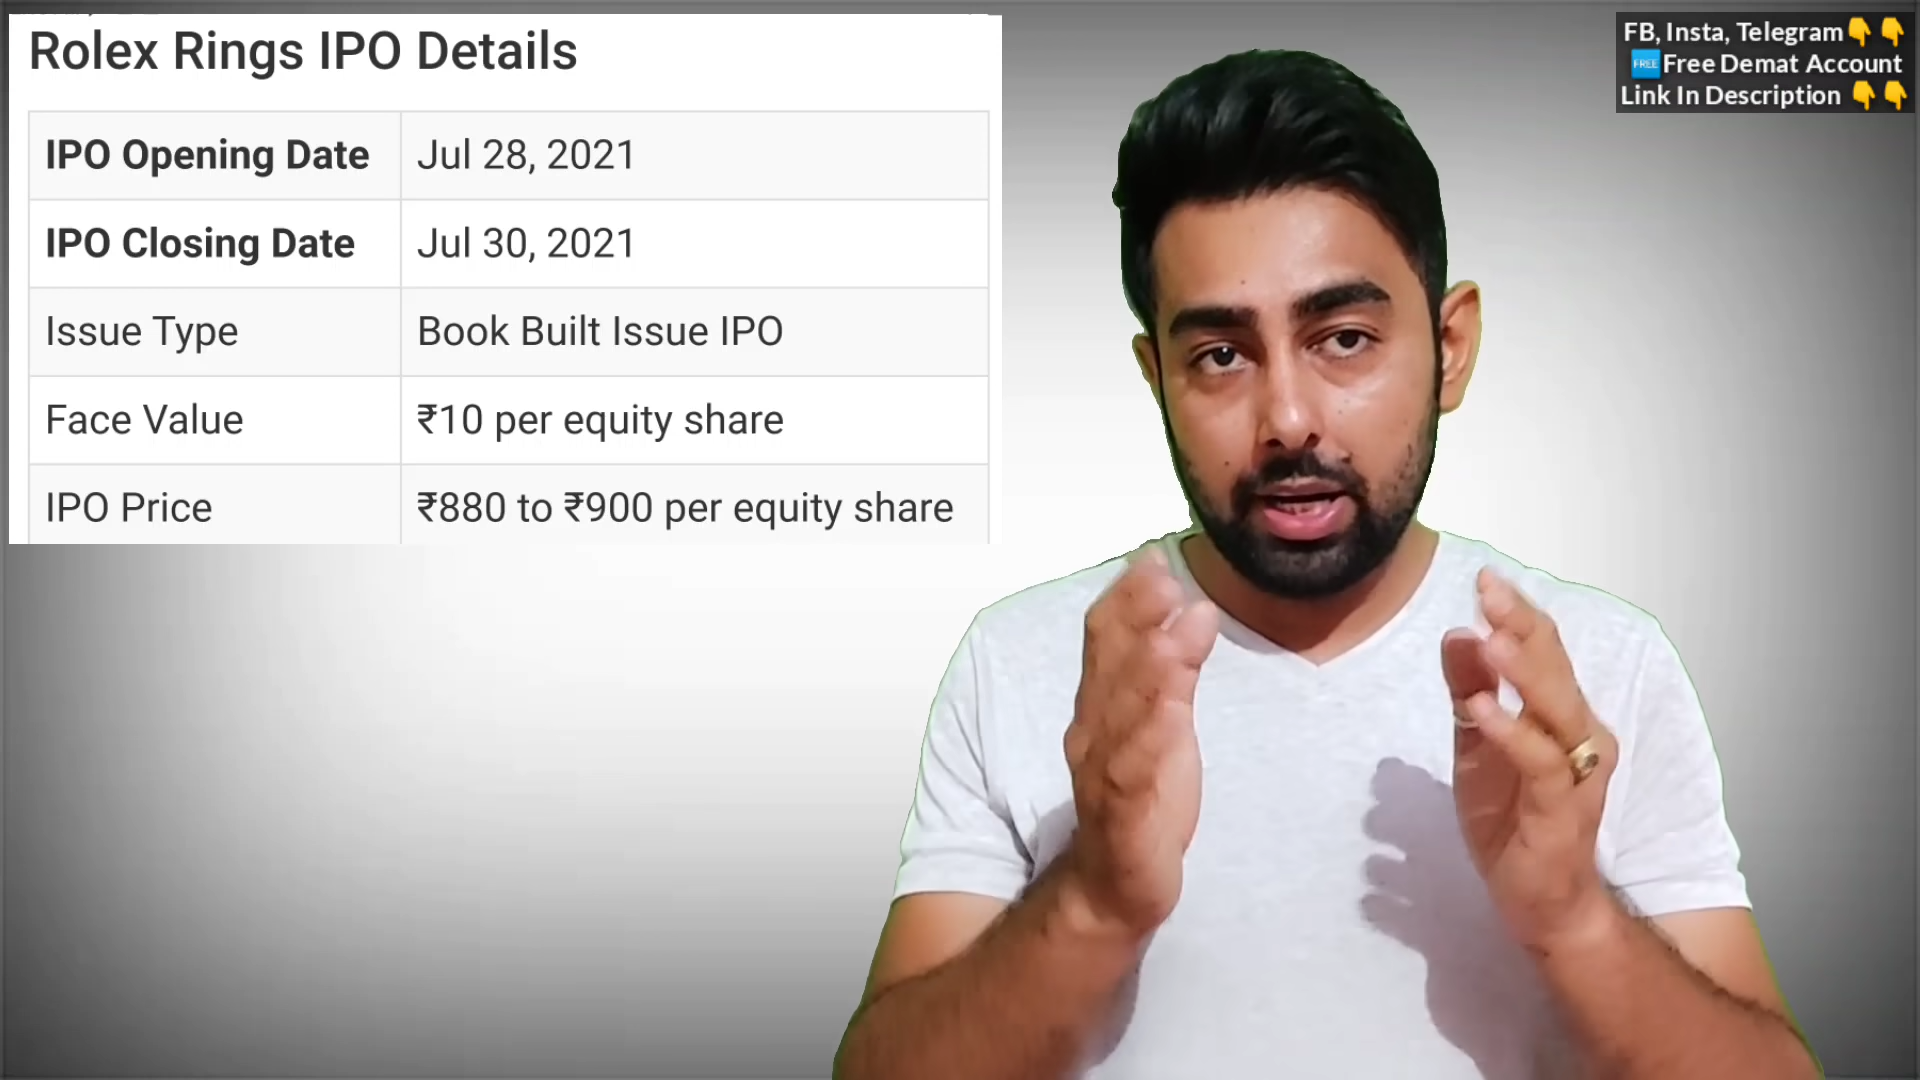 Rolex Rings IPO Details
IPO Opening Date Jul 28, 2021
IPO Closing Date Jul 30, 2021
Issue Type Book Built Issue IPO
Face Value ₹10 per equity share
IPO Price ₹880 to ₹900 per equity share
FB, Insta, Telegram👇👇
🆓Free Demat Account
Link In Description 👇👇